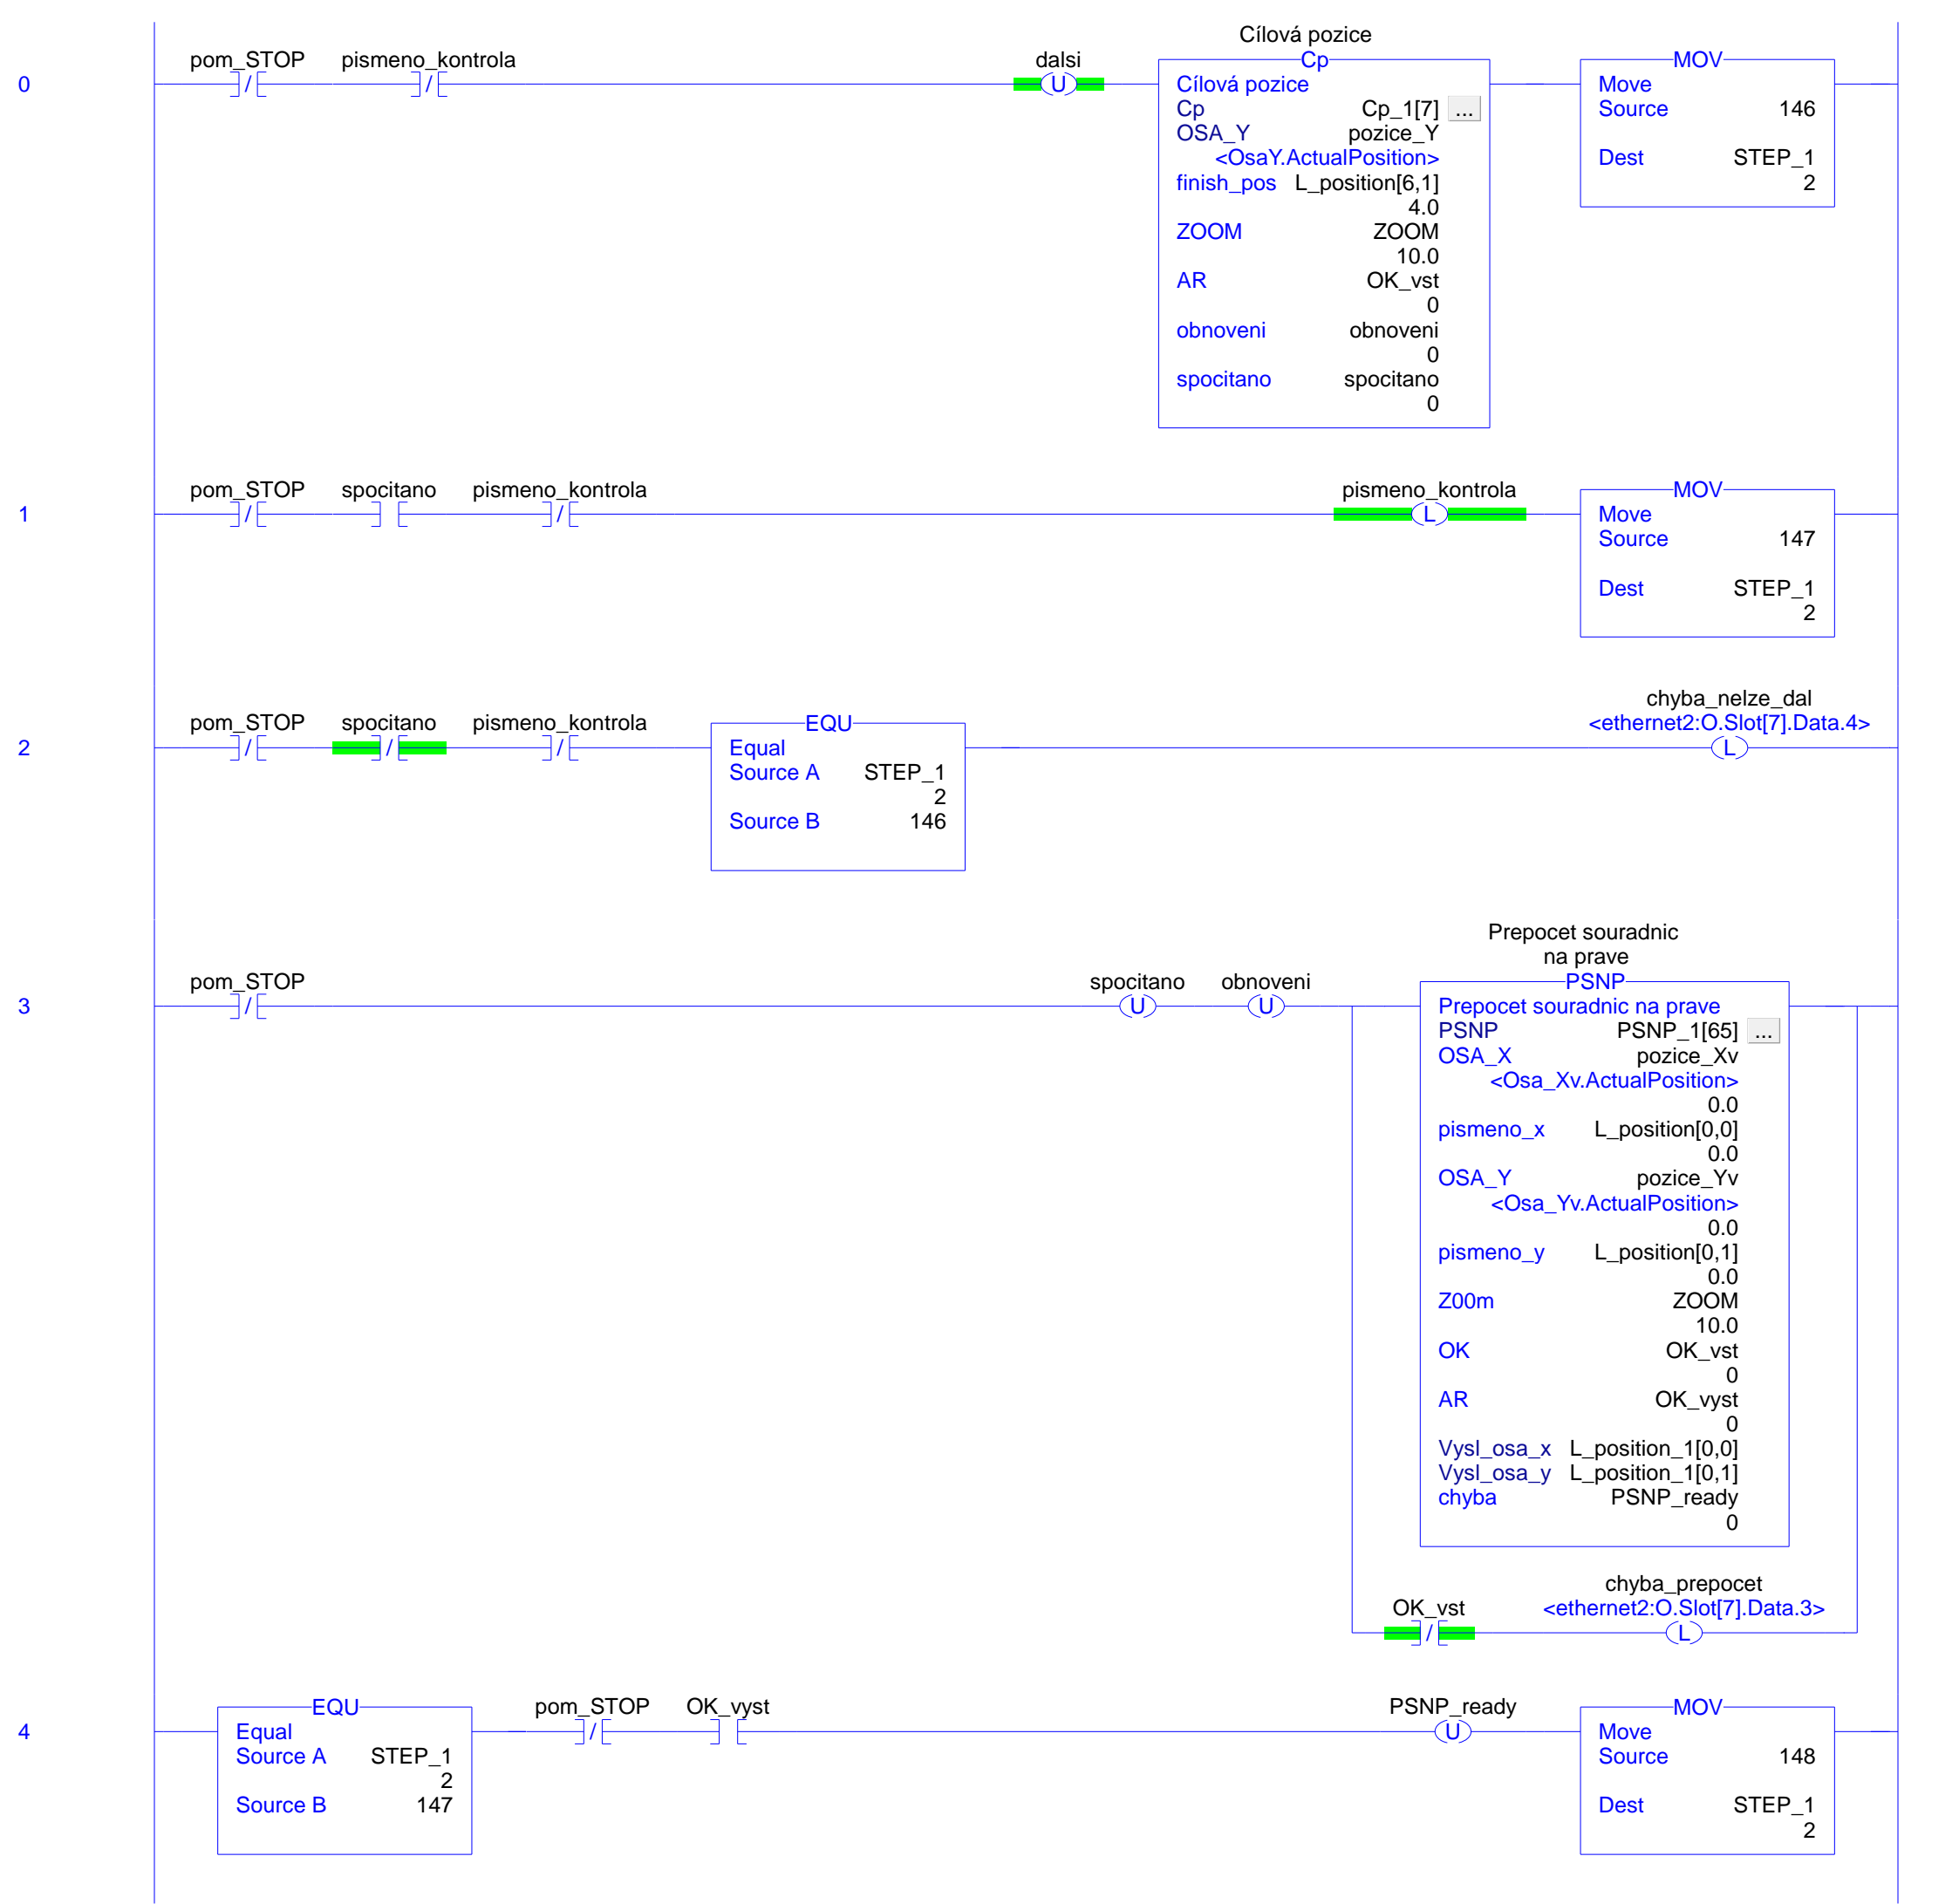 0
pom_STOP
pismeno_kontrola
dalsi
U
Cílová pozice
Cp
Cílová pozice
Cp Cp_1[7] ...
OSA_Y pozice_Y
<OsaY.ActualPosition>
finish_pos L_position[6,1]
4.0
ZOOM ZOOM
10.0
AR OK_vst
0
obnoveni obnoveni
0
spocitano spocitano
0
MOV
Move
Source 146
Dest STEP_1
2
1
pom_STOP
spocitano
pismeno_kontrola
pismeno_kontrola
L
MOV
Move
Source 147
Dest STEP_1
2
2
pom_STOP
spocitano
pismeno_kontrola
EQU
Equal
Source A STEP_1
2
Source B 146
chyba_nelze_dal
<ethernet2:O.Slot[7].Data.4>
L
3
pom_STOP
spocitano
U
obnoveni
U
Prepocet souradnic
na prave
PSNP
Prepocet souradnic na prave
PSNP PSNP_1[65] ...
OSA_X pozice_Xv
<Osa_Xv.ActualPosition>
0.0
pismeno_x L_position[0,0]
0.0
OSA_Y pozice_Yv
<Osa_Yv.ActualPosition>
0.0
pismeno_y L_position[0,1]
0.0
Z00m ZOOM
10.0
OK OK_vst
0
AR OK_vyst
0
Vysl_osa_x L_position_1[0,0]
Vysl_osa_y L_position_1[0,1]
chyba PSNP_ready
0
OK_vst
chyba_prepocet
<ethernet2:O.Slot[7].Data.3>
L
4
EQU
Equal
Source A STEP_1
2
Source B 147
pom_STOP
OK_vyst
PSNP_ready
U
MOV
Move
Source 148
Dest STEP_1
2